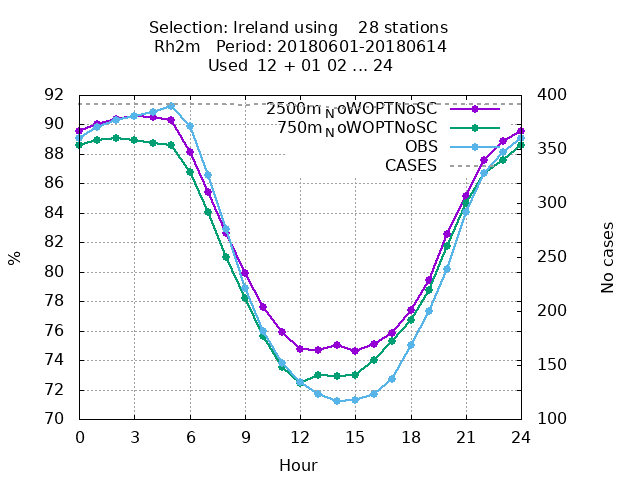 Selection: Ireland using    28 stations
Rh2m   Period: 20180601-20180614
Used  12 + 01 02 ... 24
92
90
88
86
84
82
80
78
76
74
72
70
%
400
350
300
250
200
150
100
No cases
2500m_NoWOPTNoSC
750m_NoWOPTNoSC
OBS
CASES
0 3 6 9 12 15 18 21 24
Hour